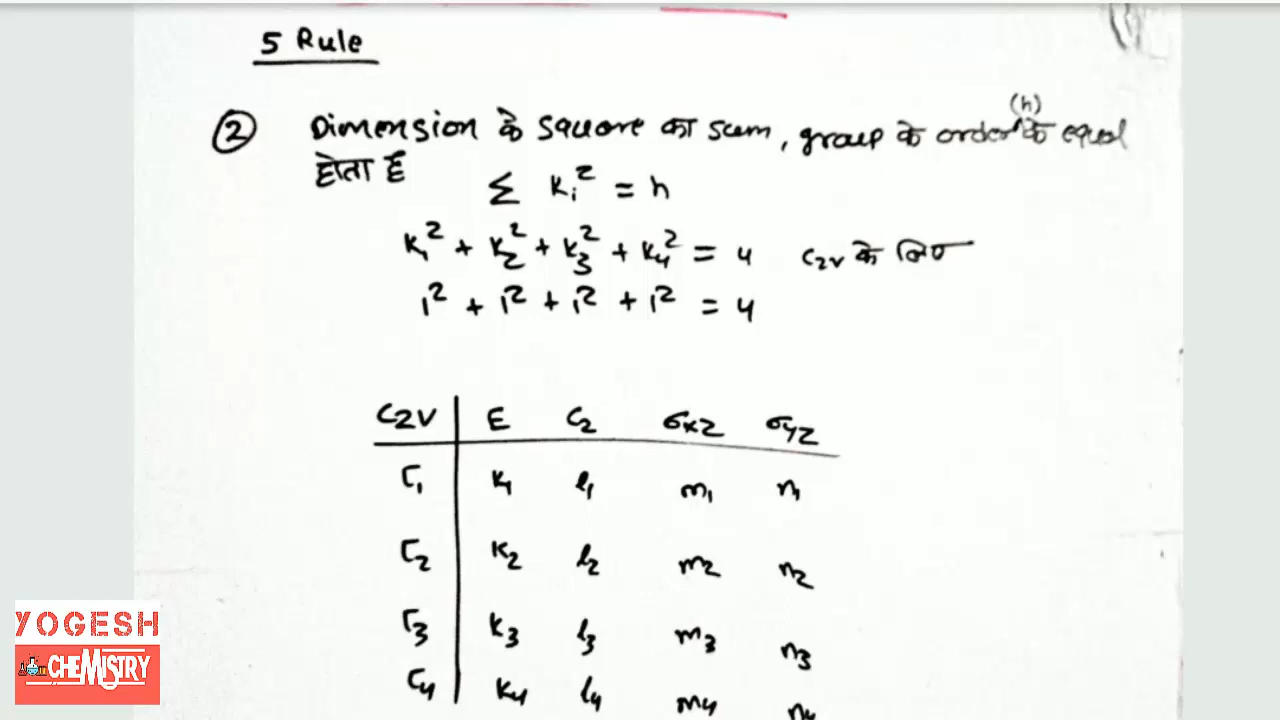 5 Rule
② Dimension के square का sum, group के order (h) के equal
होता है
Σ Kᵢ² = h
K₁² + K₂² + K₃² + K₄² = 4 C2v के लिए
1² + 1² + 1² + 1² = 4
C2V E C₂ σxz σyz
Γ₁ K₁ l₁ m₁ n₁
Γ₂ K₂ l₂ m₂ n₂
Γ₃ K₃ l₃ m₃ n₃
Γ₄ K₄ l₄ m₄ n₄
YOGESH
CHEMISTRY